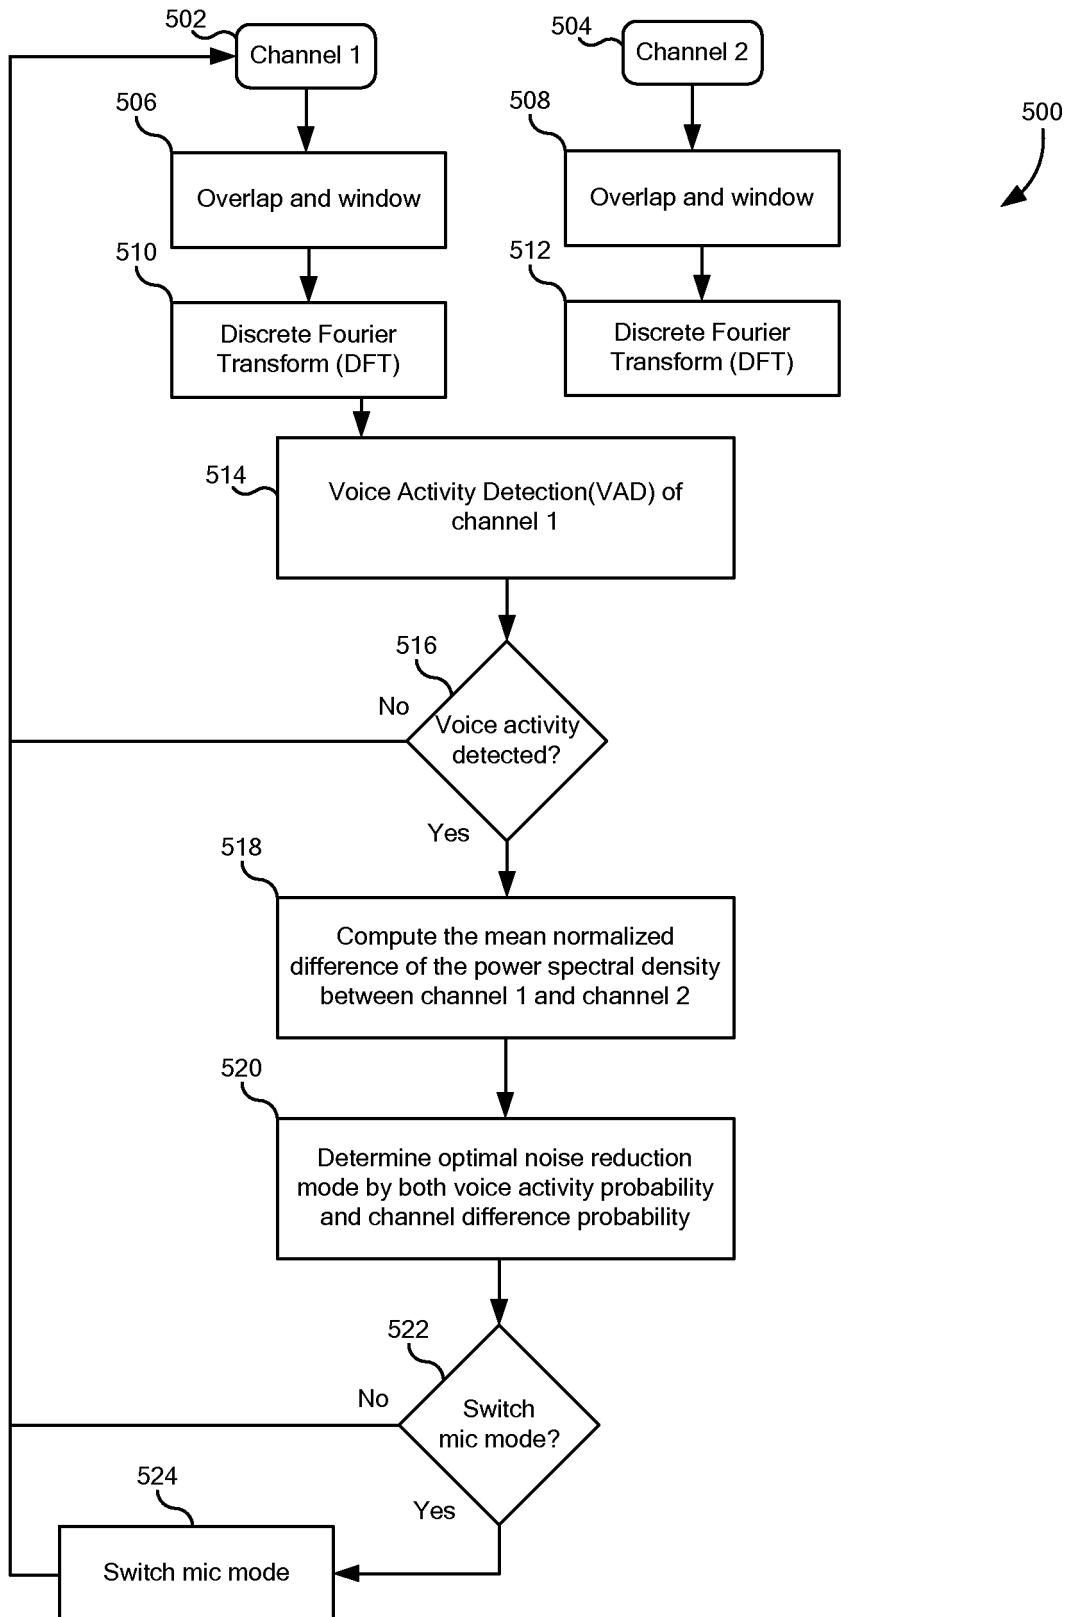 502
Channel 1
504
Channel 2
506
Overlap and window
508
Overlap and window
500
510
Discrete Fourier
Transform (DFT)
512
Discrete Fourier
Transform (DFT)
514
Voice Activity Detection(VAD) of
channel 1
516
No
Voice activity
detected?
Yes
518
Compute the mean normalized
difference of the power spectral density
between channel 1 and channel 2
520
Determine optimal noise reduction
mode by both voice activity probability
and channel difference probability
522
No
Switch
mic mode?
Yes
524
Switch mic mode